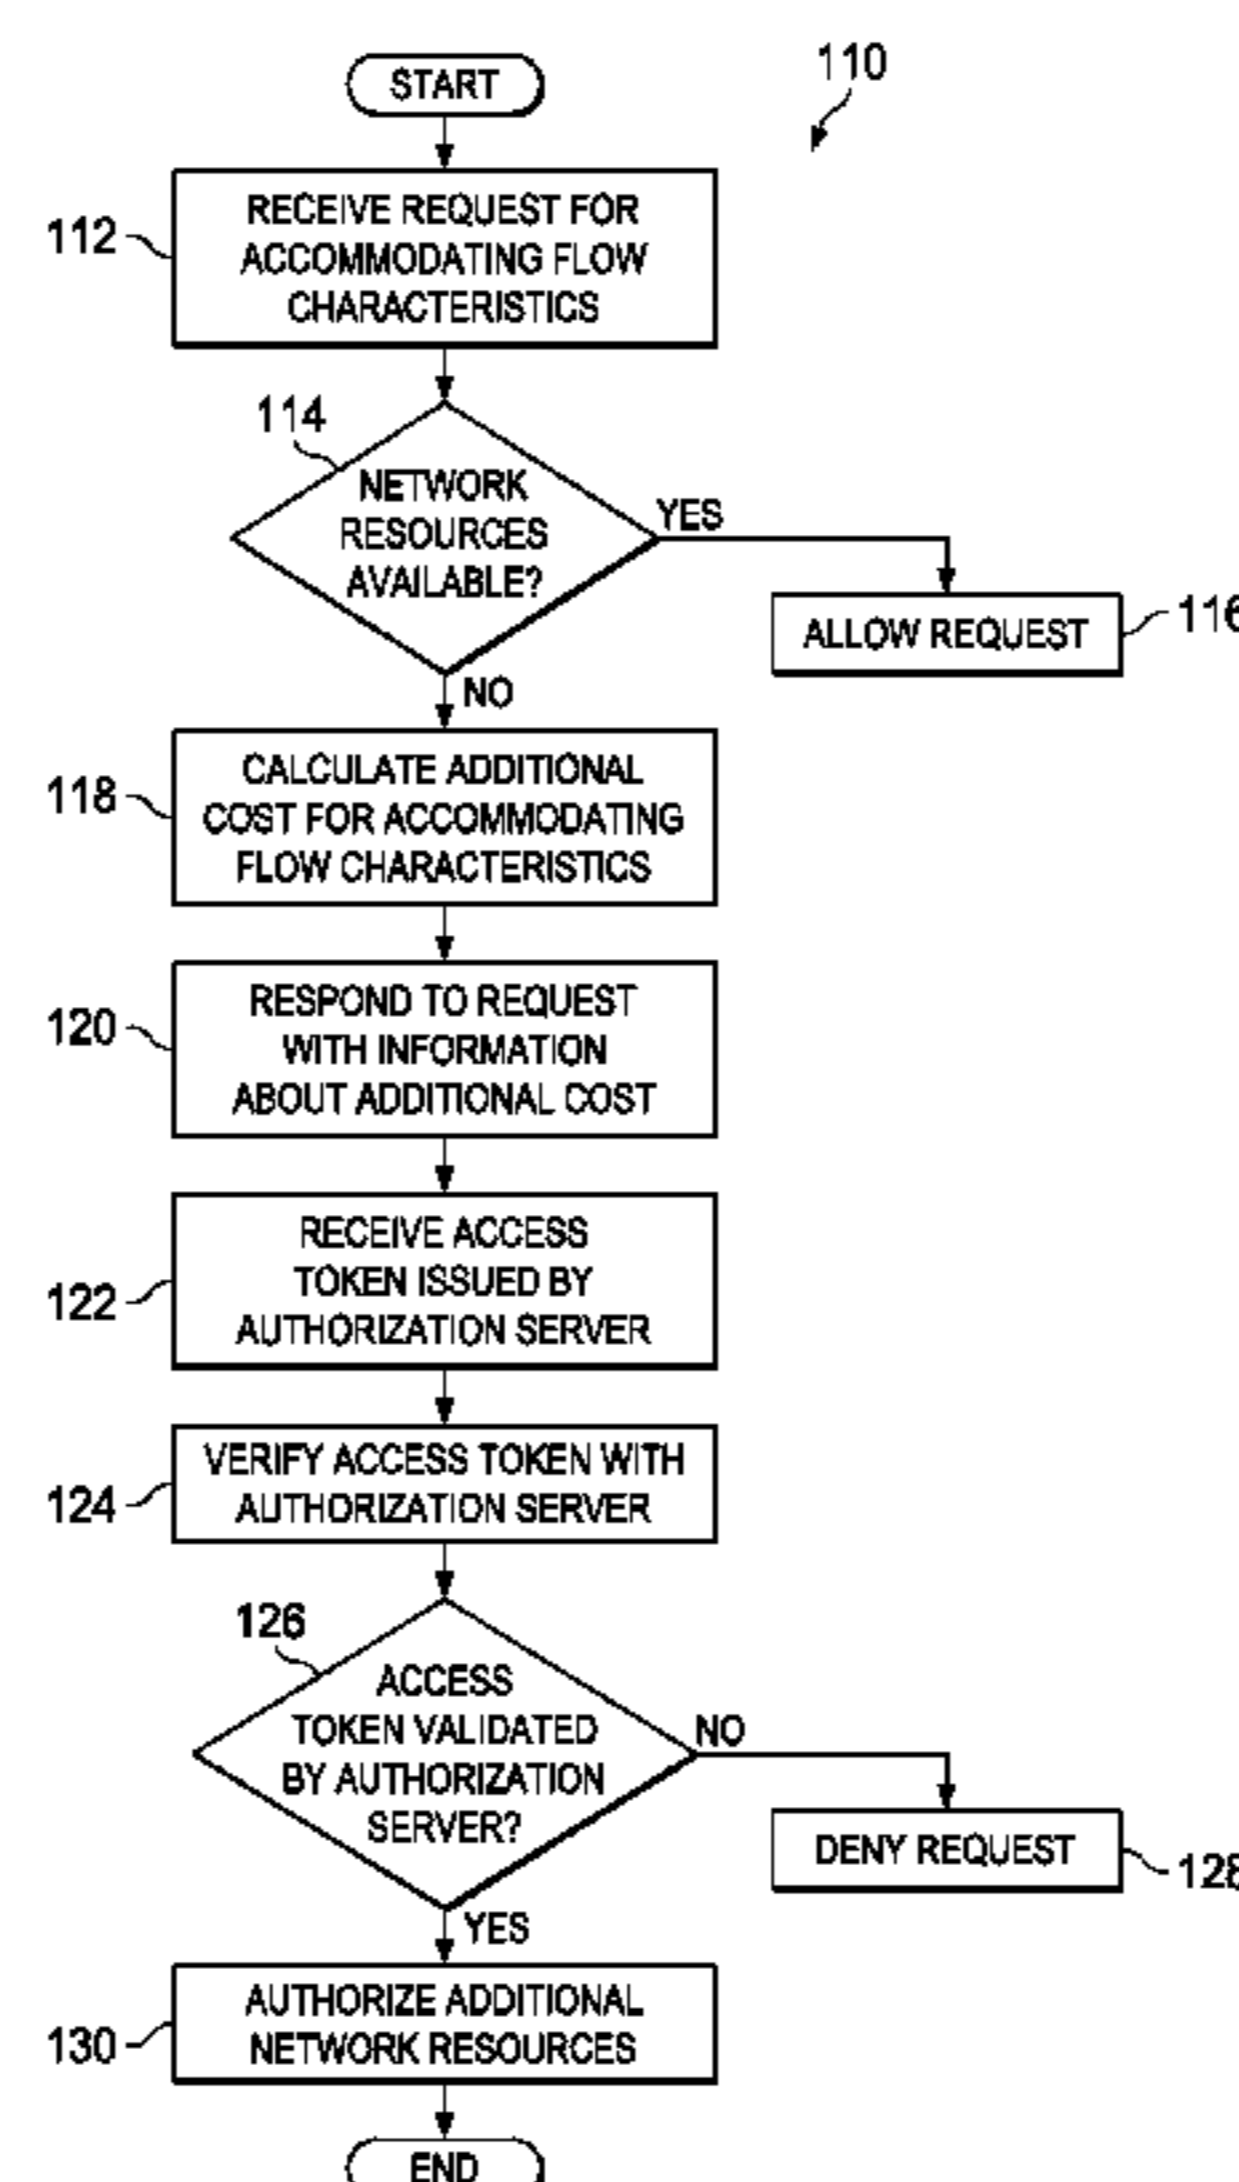 START
110
112
RECEIVE REQUEST FOR
ACCOMMODATING FLOW
CHARACTERISTICS
114
NETWORK
RESOURCES
AVAILABLE?
YES
ALLOW REQUEST
116
NO
118
CALCULATE ADDITIONAL
COST FOR ACCOMMODATING
FLOW CHARACTERISTICS
120
RESPOND TO REQUEST
WITH INFORMATION
ABOUT ADDITIONAL COST
122
RECEIVE ACCESS
TOKEN ISSUED BY
AUTHORIZATION SERVER
124
VERIFY ACCESS TOKEN WITH
AUTHORIZATION SERVER
126
ACCESS
TOKEN VALIDATED
BY AUTHORIZATION
SERVER?
NO
DENY REQUEST
128
YES
130
AUTHORIZE ADDITIONAL
NETWORK RESOURCES
END